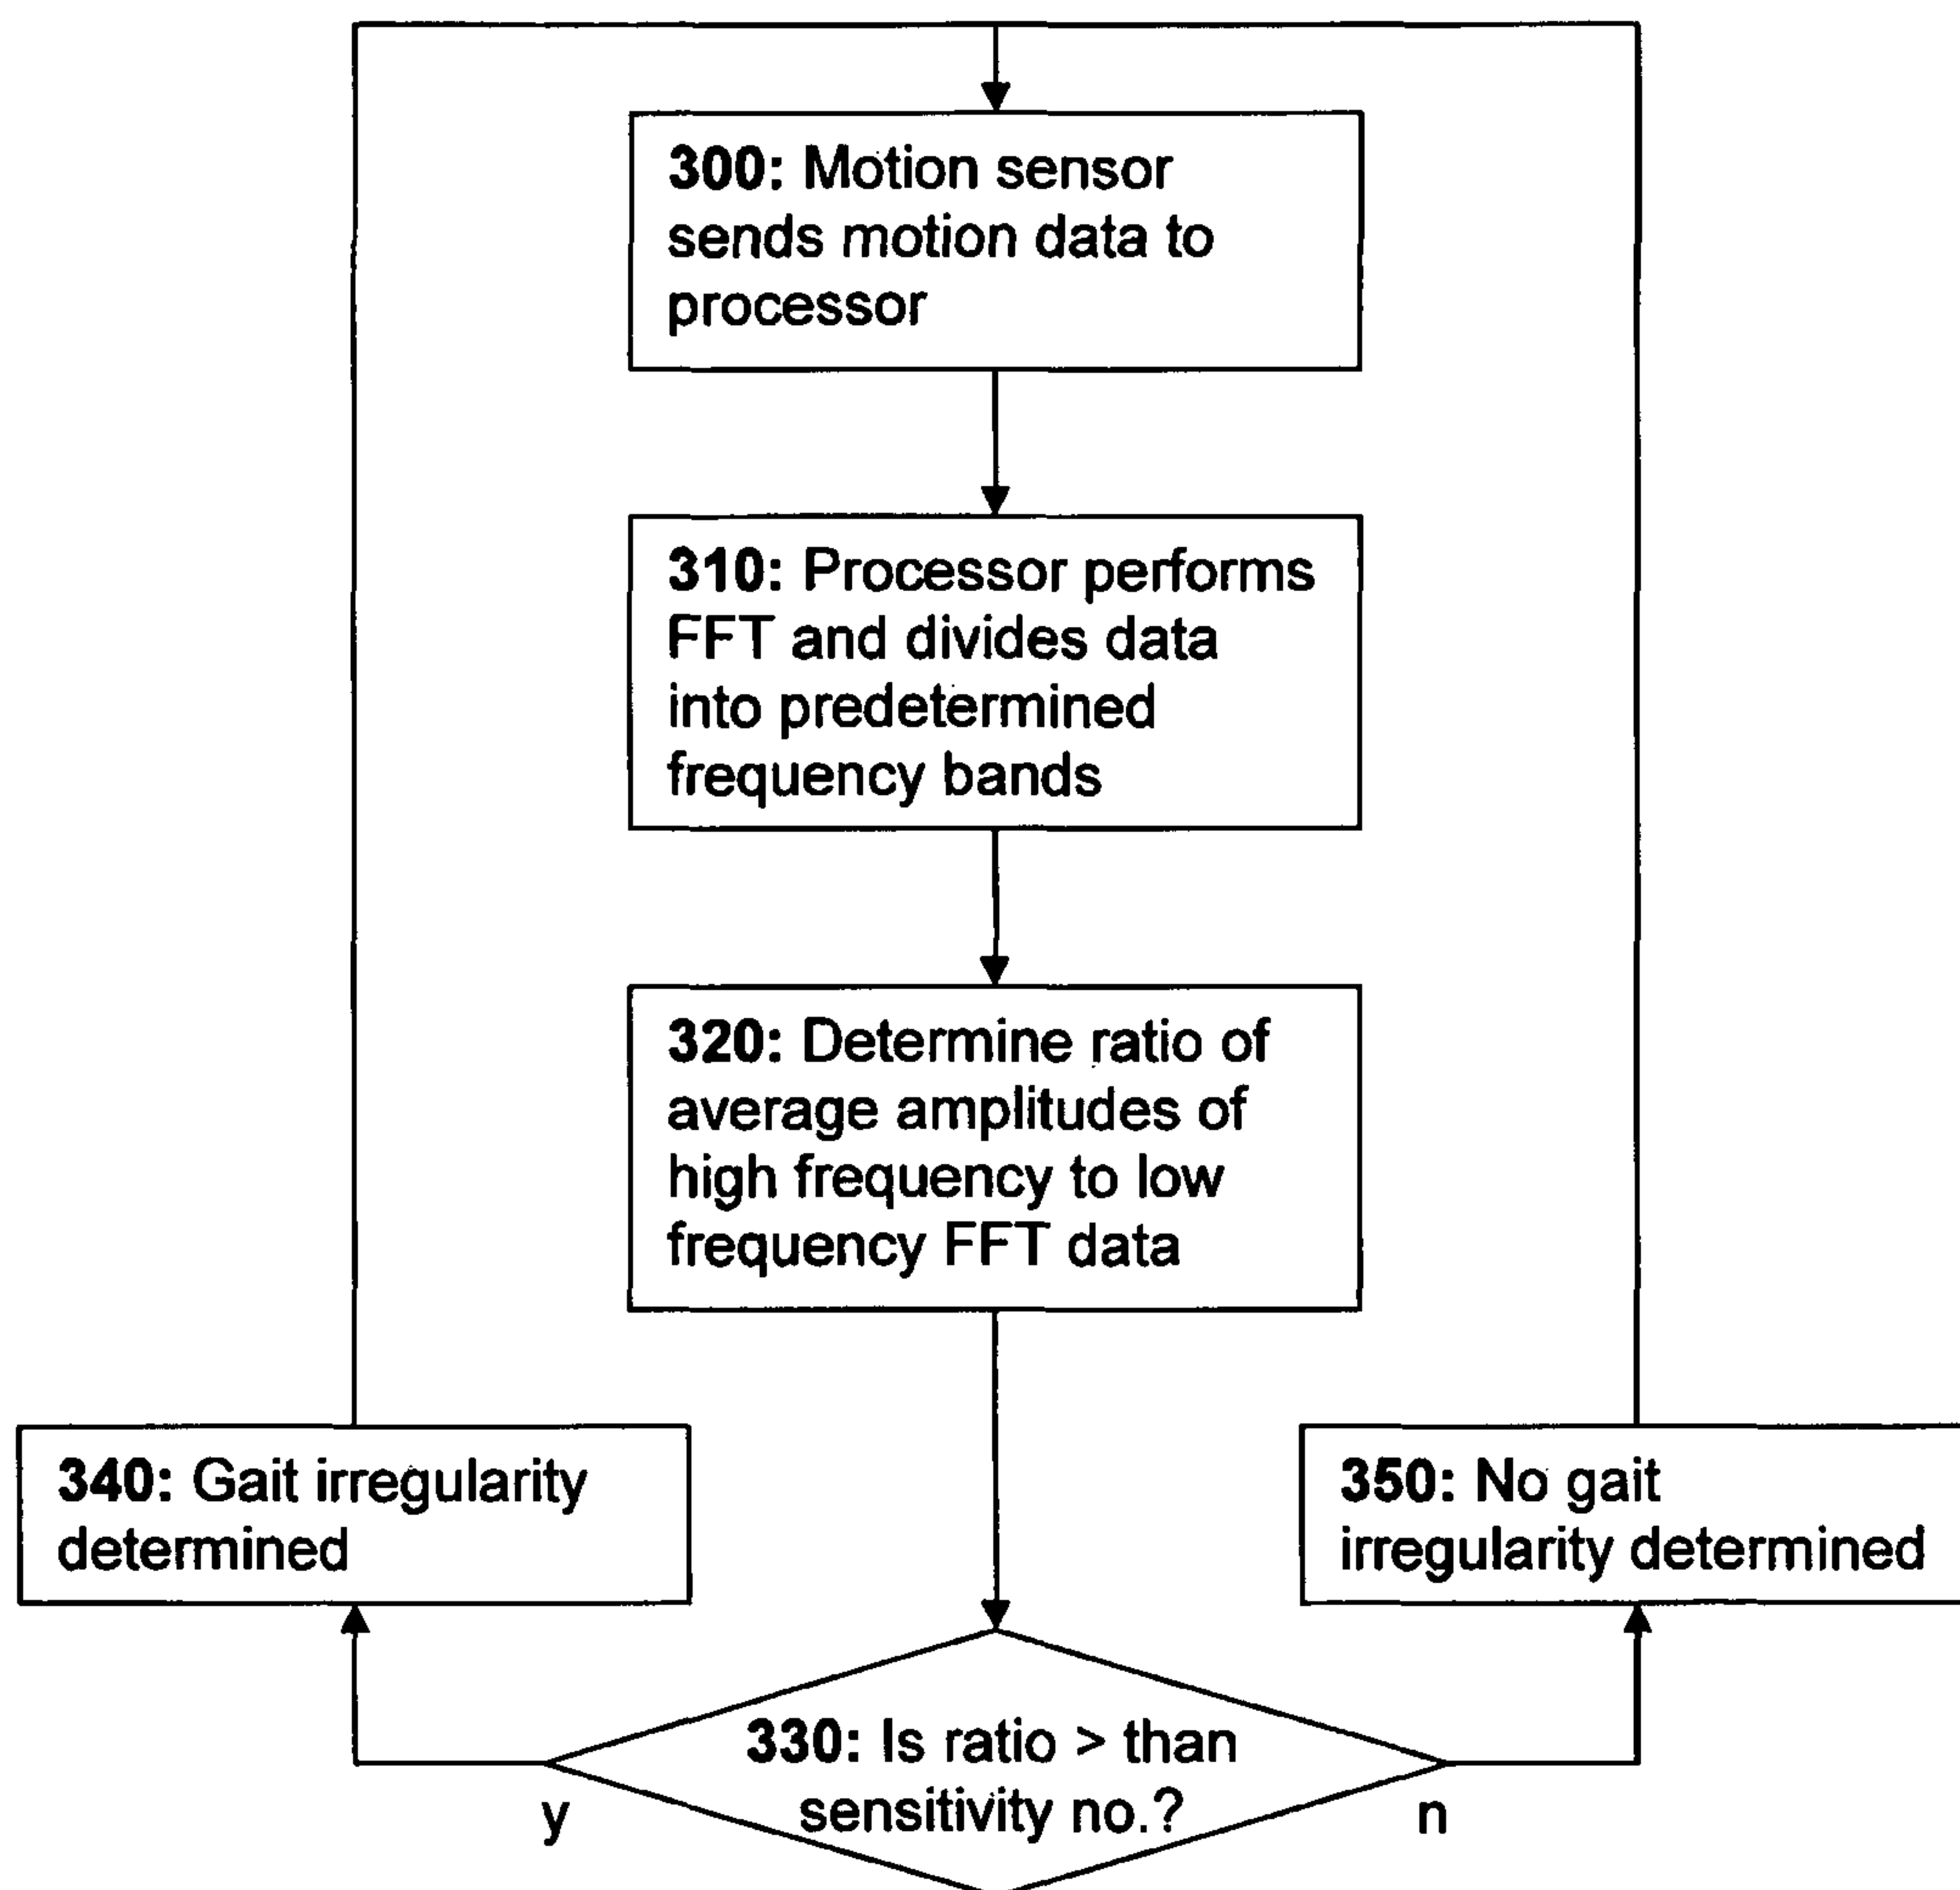 300: Motion sensor
sends motion data to
processor
310: Processor performs
FFT and divides data
into predetermined
frequency bands
320: Determine ratio of
average amplitudes of
high frequency to low
frequency FFT data
340: Gait irregularity
determined
350: No gait
irregularity determined
330: Is ratio > than
sensitivity no.?
y
n